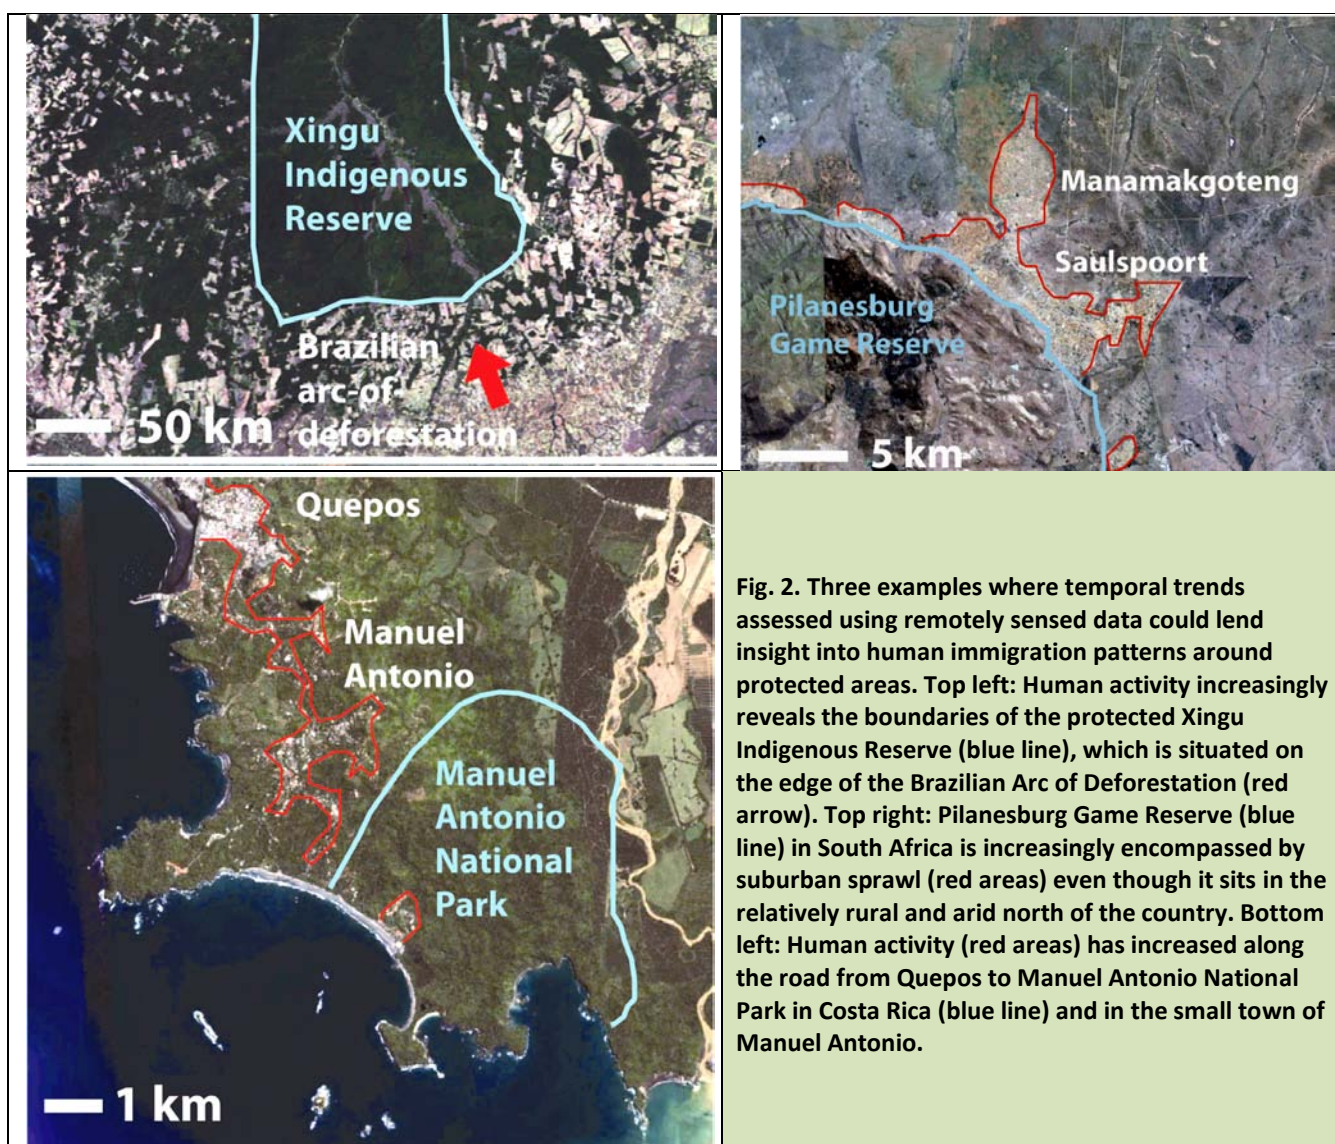 Xingu
Indigenous
Reserve
Brazilian
arc-of-
deforestation
50 km
Manamakgoteng
Saulspoort
Pilanesburg
Game Reserve
5 km
Quepos
Manuel
Antonio
Manuel
Antonio
National
Park
1 km
Fig. 2. Three examples where temporal trends
assessed using remotely sensed data could lend
insight into human immigration patterns around
protected areas. Top left: Human activity increasingly
reveals the boundaries of the protected Xingu
Indigenous Reserve (blue line), which is situated on
the edge of the Brazilian Arc of Deforestation (red
arrow). Top right: Pilanesburg Game Reserve (blue
line) in South Africa is increasingly encompassed by
suburban sprawl (red areas) even though it sits in the
relatively rural and arid north of the country. Bottom
left: Human activity (red areas) has increased along
the road from Quepos to Manuel Antonio National
Park in Costa Rica (blue line) and in the small town of
Manuel Antonio.